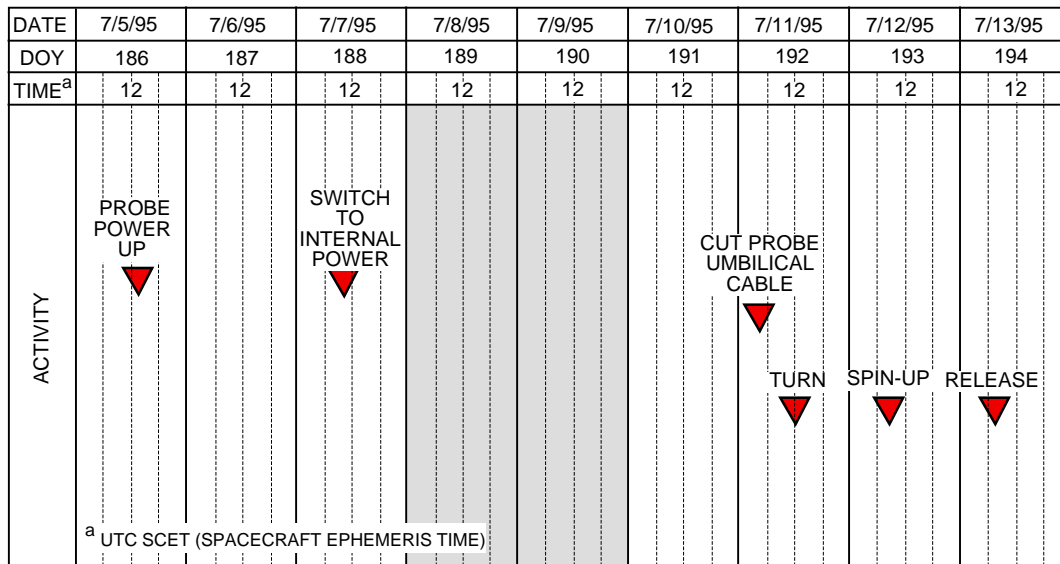 DATE 7/5/95 7/6/95 7/7/95 7/8/95 7/9/95 7/10/95 7/11/95 7/12/95 7/13/95
DOY 186 187 188 189 190 191 192 193 194
TIMEa 12 12 12 12 12 12 12 12 12
ACTIVITY
PROBE
POWER
UP
SWITCH
TO
INTERNAL
POWER
CUT PROBE
UMBILICAL
CABLE
TURN
SPIN-UP
RELEASE
a UTC SCET (SPACECRAFT EPHEMERIS TIME)